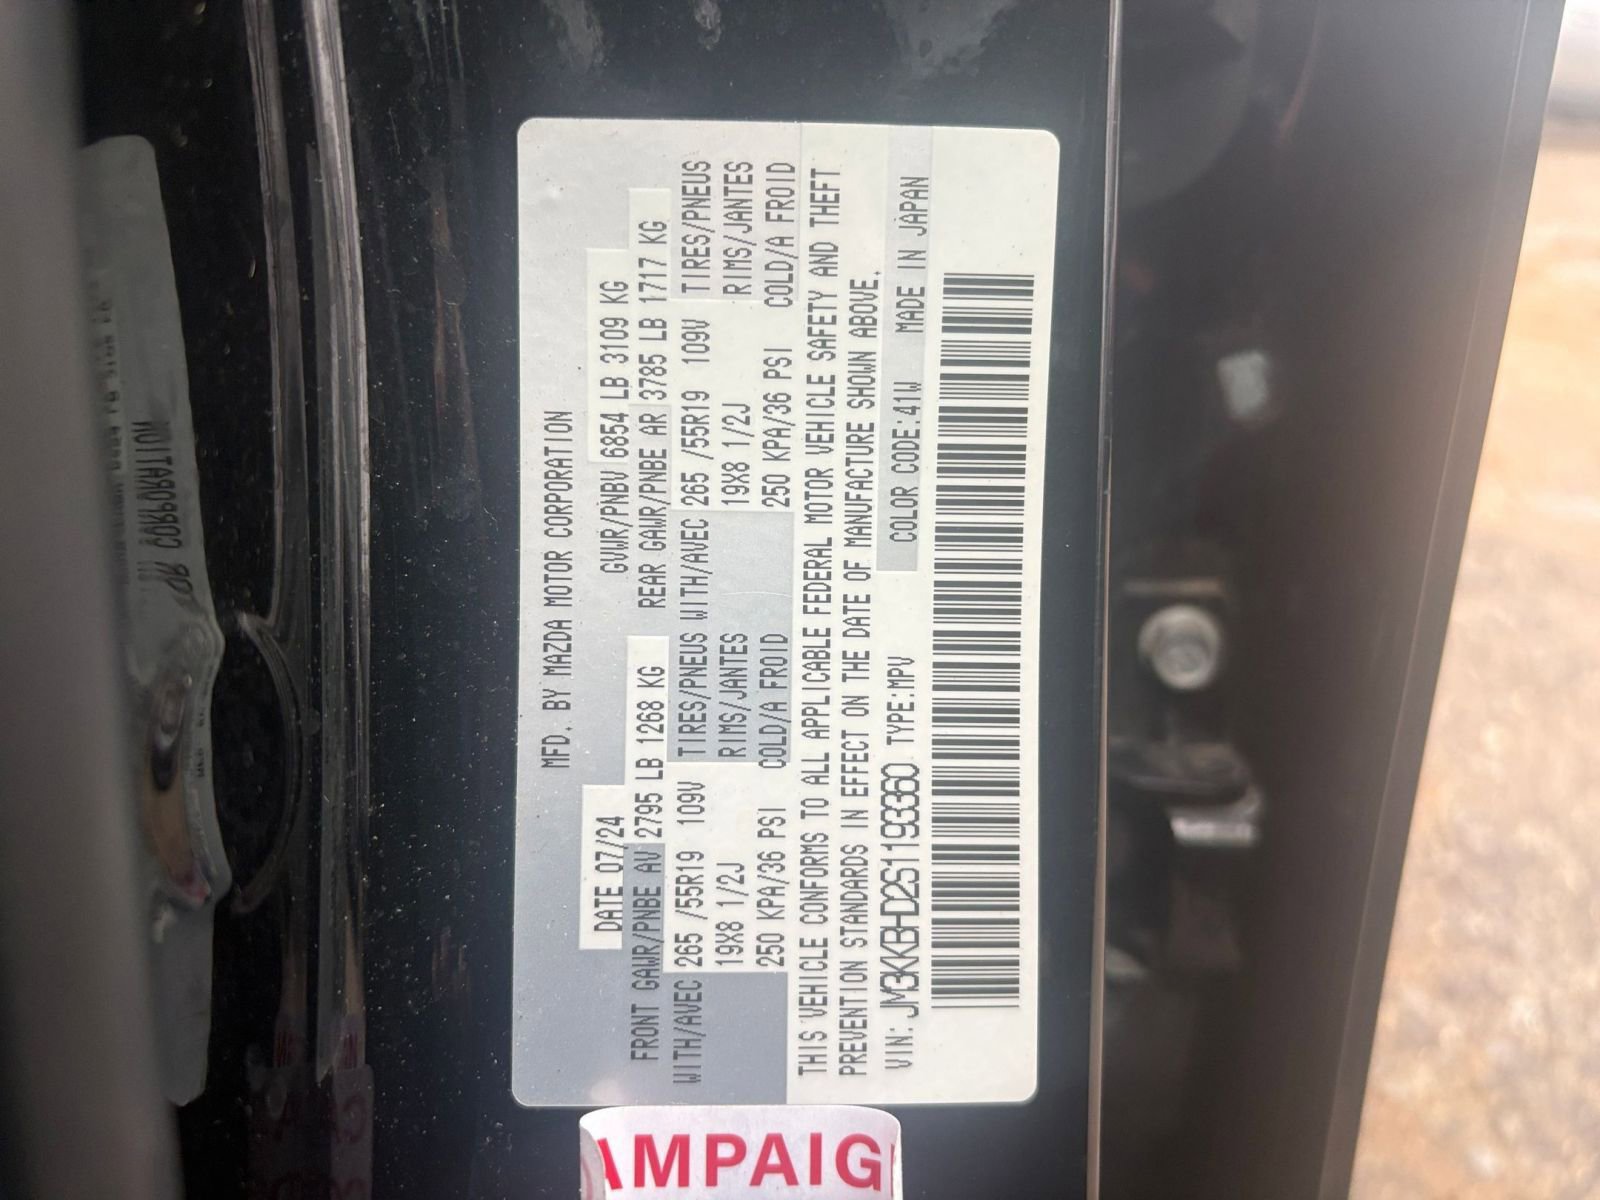 MFD. BY MAZDA MOTOR CORPORATION
DATE 07/24 GVWR/PNBV 6854 LB 3109 KG
FRONT GAWR/PNBE AV 2795 LB 1268 KG REAR GAWR/PNBE AR 3785 LB 1717 KG
WITH/AVEC 265 /55R19 109V TIRES/PNEUS WITH/AVEC 265 /55R19 109V TIRES/PNEUS
19X8 1/2J RIMS/JANTES 19X8 1/2J RIMS/JANTES
250 KPA/36 PSI COLD/A FROID 250 KPA/36 PSI COLD/A FROID
THIS VEHICLE CONFORMS TO ALL APPLICABLE FEDERAL MOTOR VEHICLE SAFETY AND THEFT
PREVENTION STANDARDS IN EFFECT ON THE DATE OF MANUFACTURE SHOWN ABOVE.
VIN: JM3KKBHD2S1193360 TYPE:MPV COLOR CODE:41W MADE IN JAPAN
AMPAIG
CORPORATION